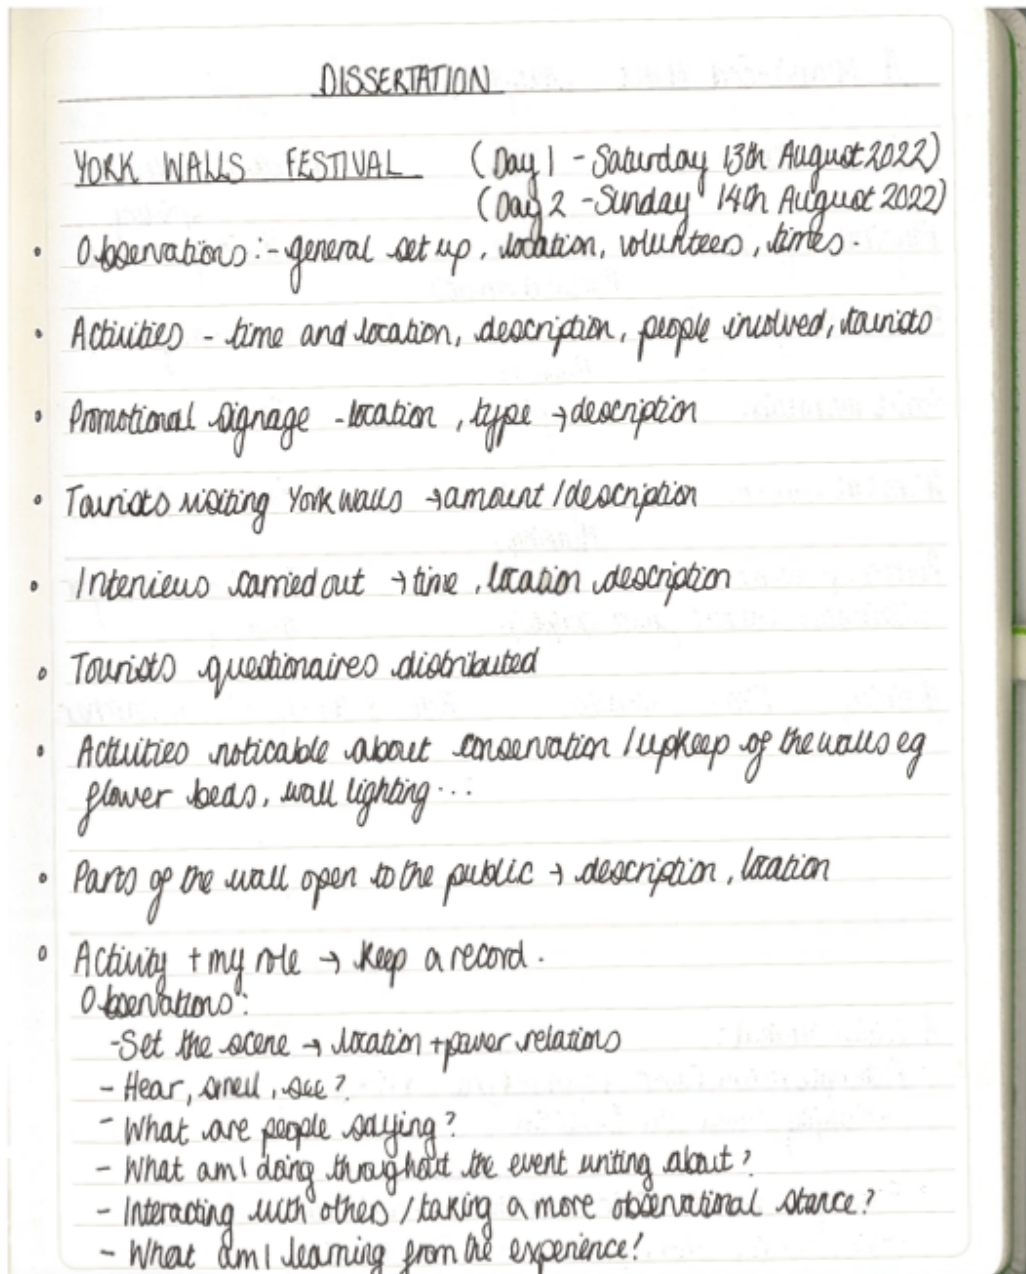 DISSERTATION
YORK WALLS FESTIVAL (Day 1 - Saturday 13th August 2022)
(Day 2 - Sunday 14th August 2022)
• Observations:- general set up, location, volunteers, times.
• Activities - time and location, description, people involved, tourists
• Promotional Signage - location, type → description
• Tourists visiting York walls → amount / description
• Interviews carried out → time, location, description
• Tourists questionaires distributed
• Activities noticable about conservation / upkeep of the walls eg
flower beds, wall lighting...
• Parts of the wall open to the public → description, location
• Activity + my role → keep a record.
Observations:
- Set the scene → location + power relations
- Hear, smell, see?
- What are people saying?
- What am I doing throughout the event writing about?
- Interacting with others / taking a more observational stance?
- What am I learning from the experience?